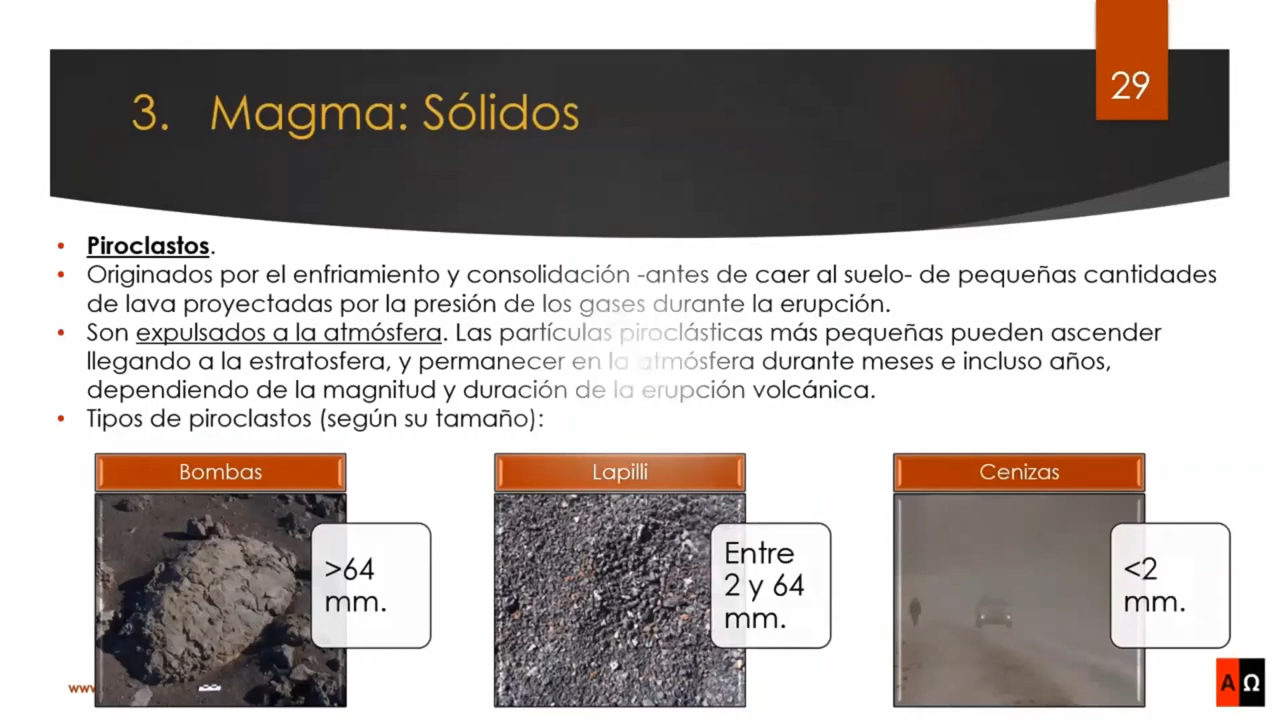 29
3. Magma: Sólidos
• Piroclastos.
• Originados por el enfriamiento y consolidación -antes de caer al suelo- de pequeñas cantidades
de lava proyectadas por la presión de los gases durante la erupción.
• Son expulsados a la atmósfera. Las partículas piroclásticas más pequeñas pueden ascender
llegando a la estratosfera, y permanecer en la atmósfera durante meses e incluso años,
dependiendo de la magnitud y duración de la erupción volcánica.
• Tipos de piroclastos (según su tamaño):
Bombas
>64
mm.
Lapilli
Entre
2 y 64
mm.
Cenizas
<2
mm.
www.
AΩ